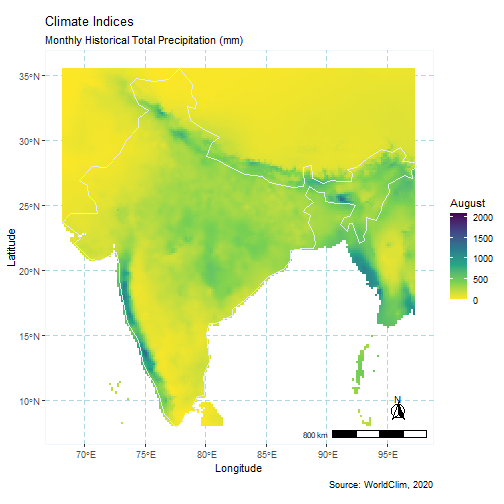 Climate Indices
Monthly Historical Total Precipitation (mm)
35°N
30°N
25°N
20°N
15°N
10°N
Latitude
70°E 75°E 80°E 85°E 90°E 95°E
Longitude
August
2000
1500
1000
500
0
N
800 km
Source: WorldClim, 2020